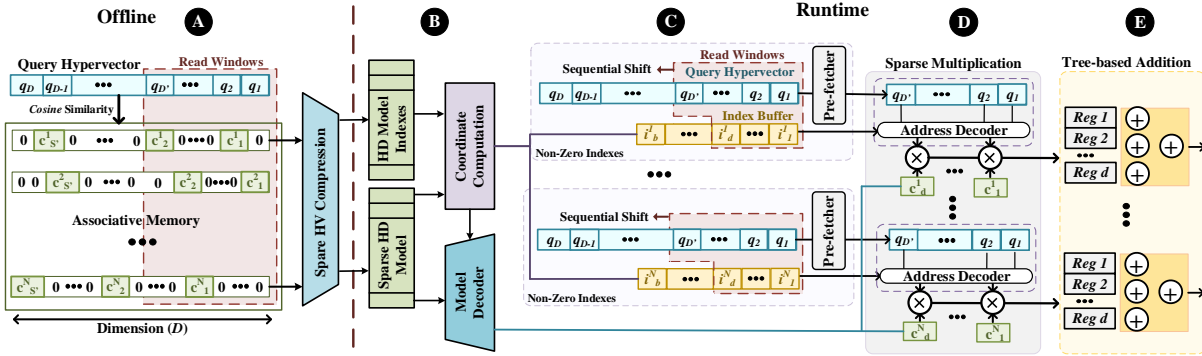 Offline
A
B
C
Runtime
D
E
Query Hypervector
Read Windows
q_D q_D-1 ••• q_D' ••• q_2 q_1
Cosine Similarity
0 c^1_S' 0 ••• 0 c^1_2 0•••0 c^1_1 0
0 0 c^2_S' 0 ••• 0 c^2_2 0•••0 c^2_1
Associative Memory
•••
c^N_S' 0 ••• 0 c^N_2 0 ••• 0 c^N_1 0 ••• 0
Dimension (D)
Spare HV Compression
HD Model
Indexes
Sparse HD
Model
Coordinate
Computation
Model
Decoder
Read Windows
Sequential Shift
Query Hypervector
q_D q_D-1 ••• q_D' ••• q_2 q_1
Index Buffer
i^1_b ••• i^1_d ••• i^1_1
Non-Zero Indexes
Pre-fetcher
•••
Sequential Shift
q_D q_D-1 ••• q_D' ••• q_2 q_1
i^N_b ••• i^N_d ••• i^N_1
Non-Zero Indexes
Pre-fetcher
Sparse Multiplication
q_D' ••• q_2 q_1
Address Decoder
× ••• ×
c^1_d ••• c^1_1
q_D' ••• q_2 q_1
Address Decoder
× ••• ×
c^N_d ••• c^N_1
Tree-based Addition
Reg 1
Reg 2
•••
Reg d
+ + + +
•••
Reg 1
Reg 2
•••
Reg d
+ + + +